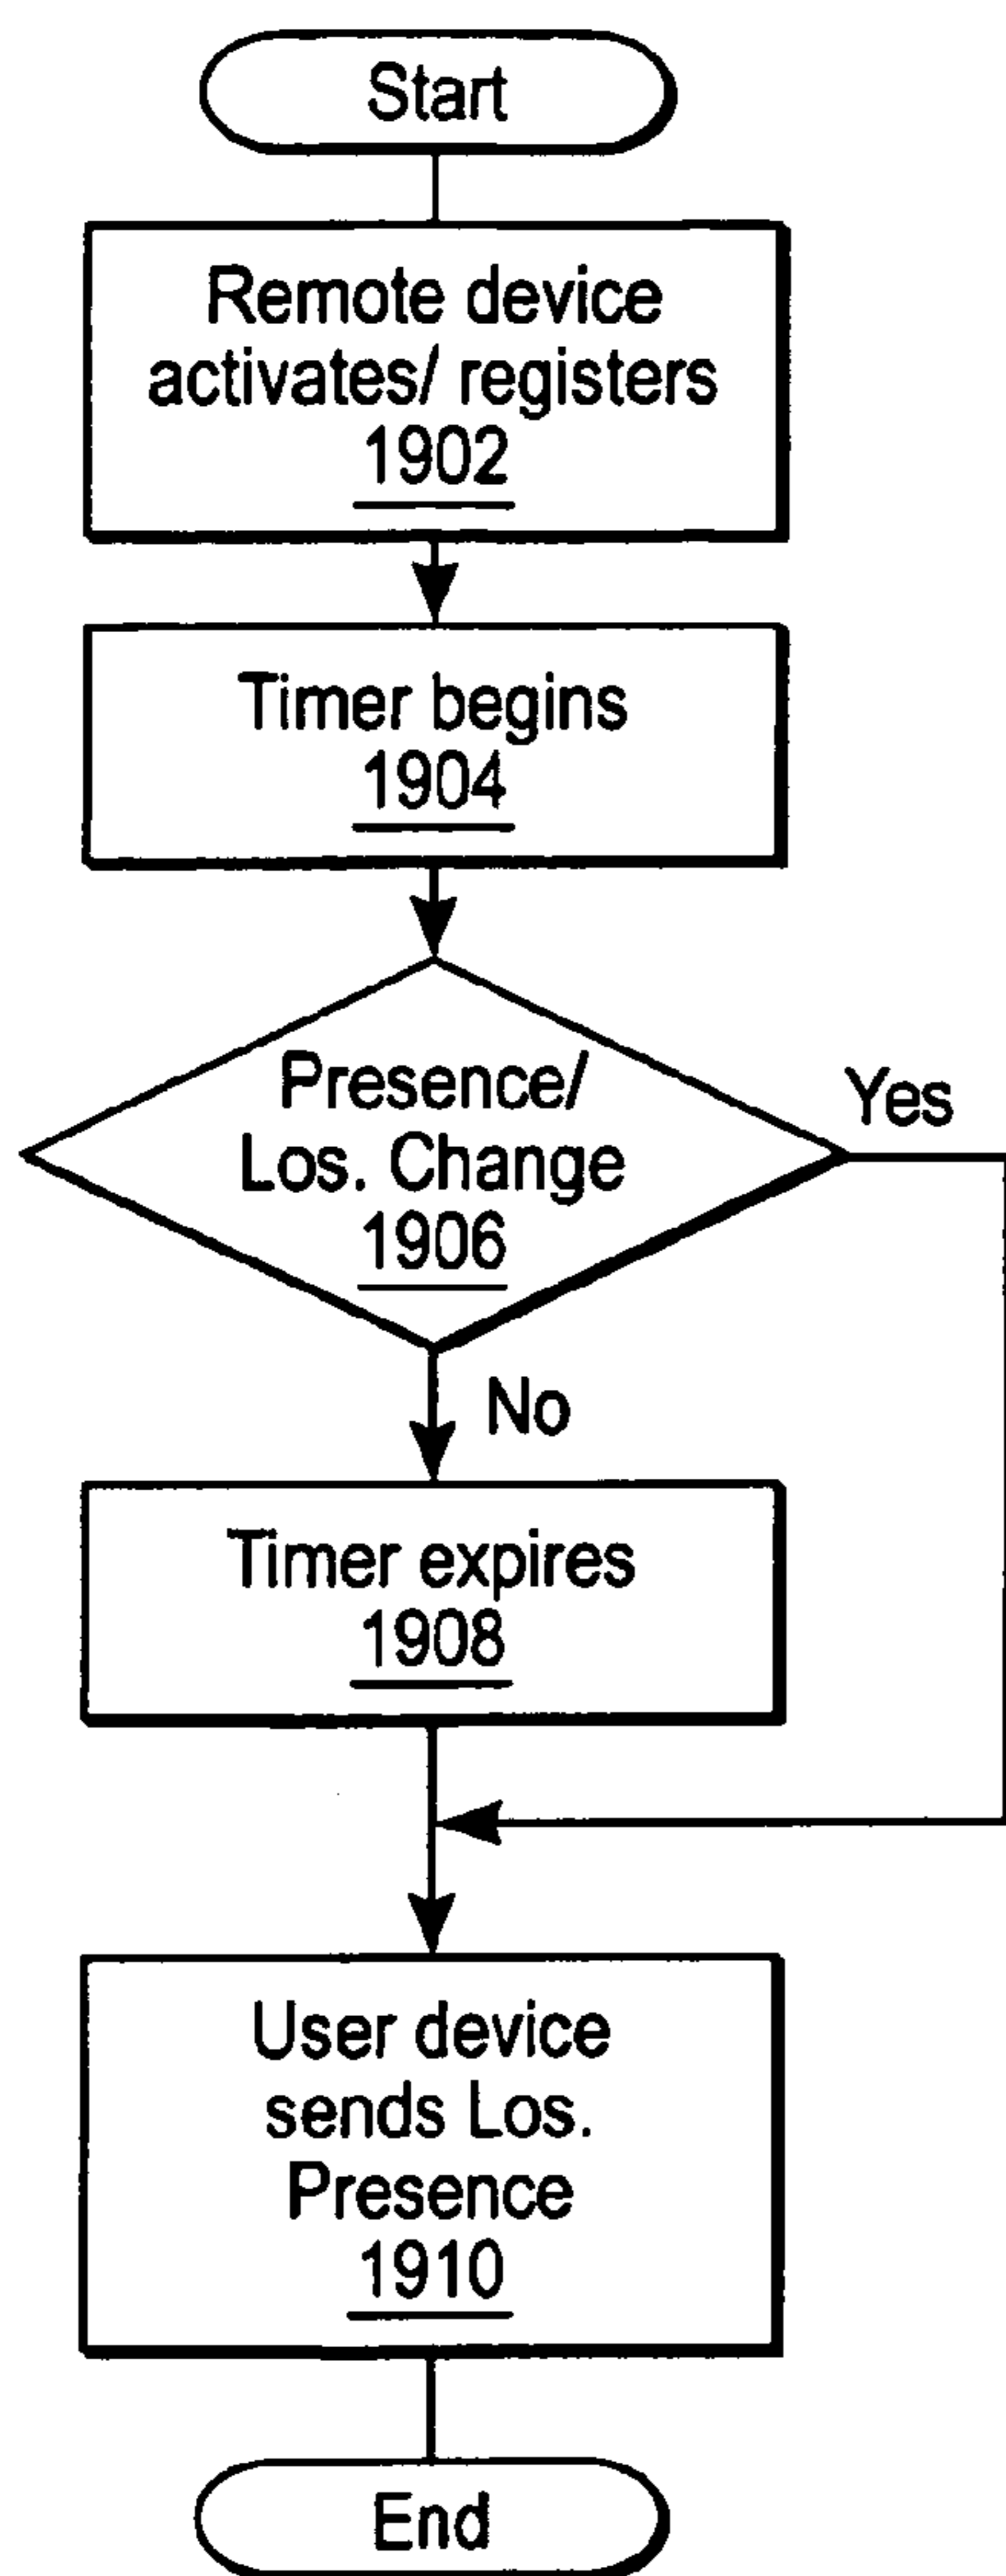 Start
Remote device
activates/ registers
1902
Timer begins
1904
Presence/
Los. Change
1906
Yes
No
Timer expires
1908
User device
sends Los.
Presence
1910
End